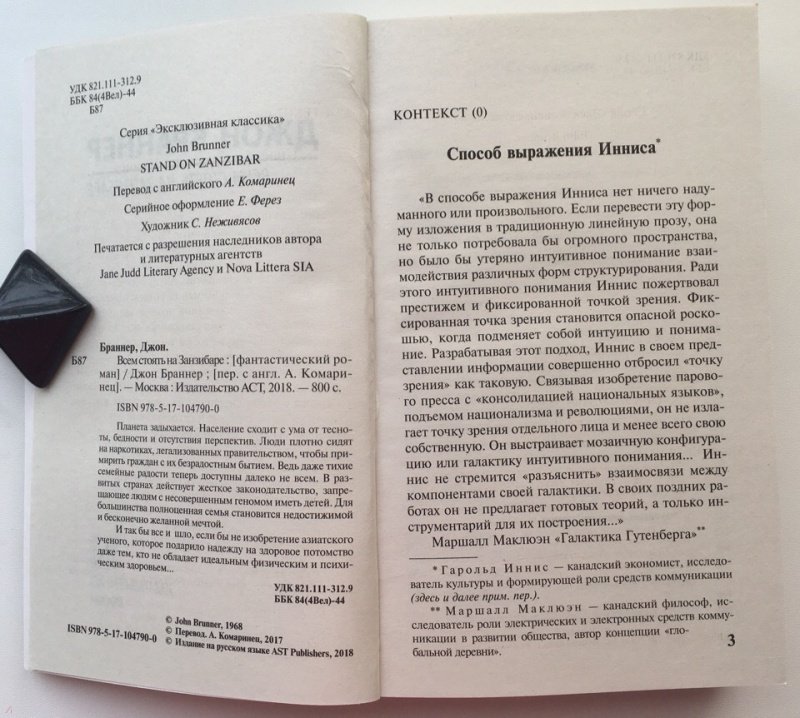 УДК 821.111-312.9
ББК 84(4Вел)-44
Б87
Серия «Эксклюзивная классика»
John Brunner
STAND ON ZANZIBAR
Перевод с английского А. Комаринец
Серийное оформление Е. Ферез
Художник С. Неживясов
Печатается с разрешения наследников автора
и литературных агентств
Jane Judd Literary Agency и Nova Littera SIA
Браннер, Джон.
Б87 Всем стоять на Занзибаре : [фантастический ро-
ман] / Джон Браннер ; [пер. с англ. А. Комари-
нец]. — Москва : Издательство АСТ, 2018. — 800 с.
ISBN 978-5-17-104790-0
Планета задыхается. Население сходит с ума от тесно-
ты, бедности и отсутствия перспектив. Люди плотно сидят
на наркотиках, легализованных правительством, чтобы при-
мирить граждан с их безрадостным бытием. Ведь даже тихие
семейные радости теперь доступны далеко не всем. В раз-
витых странах действует жесткое законодательство, запре-
щающее людям с несовершенным геномом иметь детей. Для
большинства полноценная семья становится недостижимой
и бесконечно желанной мечтой.
И так бы все и шло, если бы не изобретение азиатского
ученого, которое подарило надежду на здоровое потомство
даже тем, кто не обладает идеальным физическим и психи-
ческим здоровьем...
УДК 821.111-312.9
ББК 84(4Вел)-44
© John Brunner, 1968
© Перевод. А. Комаринец, 2017
ISBN 978-5-17-104790-0 © Издание на русском языке AST Publishers, 2018
КОНТЕКСТ (0)
Способ выражения Инниса*
«В способе выражения Инниса нет ничего наду-
манного или произвольного. Если перевести эту фор-
му изложения в традиционную линейную прозу, она
не только потребовала бы огромного пространства,
но было бы утеряно интуитивное понимание взаи-
модействия различных форм структурирования. Ради
этого интуитивного понимания Иннис пожертвовал
престижем и фиксированной точкой зрения. Фик-
сированная точка зрения становится опасной роско-
шью, когда подменяет собой интуицию и понима-
ние. Разрабатывая этот подход, Иннис в своем пред-
ставлении информации совершенно отбросил «точку
зрения» как таковую. Связывая изобретение парово-
го пресса с «консолидацией национальных языков»,
подъемом национализма и революциями, он не изла-
гает точку зрения отдельного лица и менее всего свою
собственную. Он выстраивает мозаичную конфигура-
цию или галактику интуитивного понимания... Ин-
нис не стремится «разъяснить» взаимосвязи между
компонентами своей галактики. В своих поздних ра-
ботах он не предлагает готовых теорий, а только ин-
струментарий для их построения...»
Маршалл Маклюэн «Галактика Гутенберга»**
* Гарольд Иннис — канадский экономист, исследо-
ватель культуры и формирующей роли средств коммуникации
(здесь и далее прим. пер.).
** Маршалл Маклюэн — канадский философ, ис-
следователь роли электрических и электронных средств комму-
никации в развитии общества, автор концепции «гло-
бальной деревни».
3